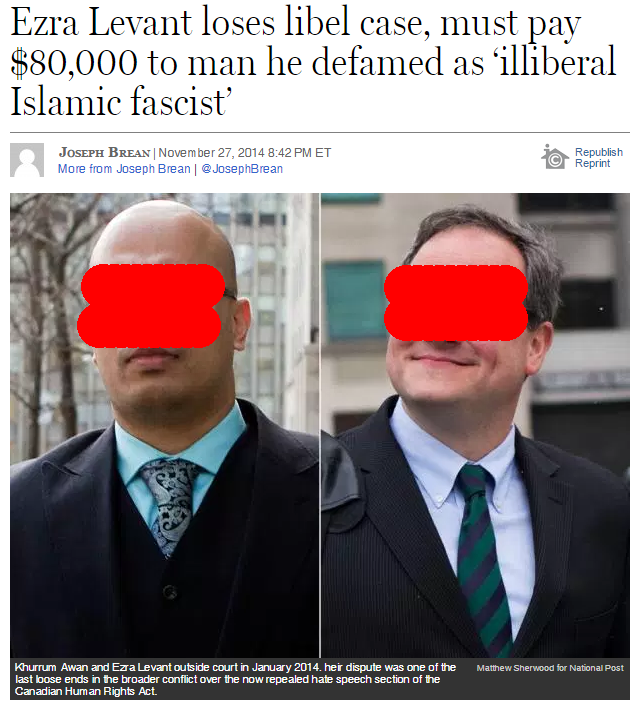 Ezra Levant loses libel case, must pay
$80,000 to man he defamed as ‘illiberal
Islamic fascist’
JOSEPH BREAN | November 27, 2014 8:42 PM ET
More from Joseph Brean | @JosephBrean
Republish
Reprint
Khurrum Awan and Ezra Levant outside court in January 2014. heir dispute was one of the
last loose ends in the broader conflict over the now repealed hate speech section of the
Canadian Human Rights Act.
Matthew Sherwood for National Post